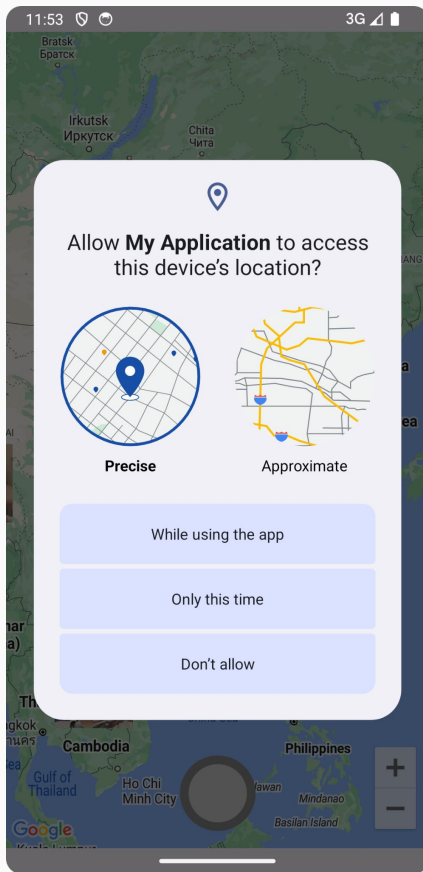 11:53
3G
Bratsk
Братск
Irkutsk
Иркутск
Chita
Чита
Allow My Application to access
this device's location?
Precise
Approximate
While using the app
Only this time
Don't allow
Cambodia
Philippines
Gulf of
Thailand
Ho Chi
Minh City
Mindanao
Basilan Island
Google
Kuala Lumpur